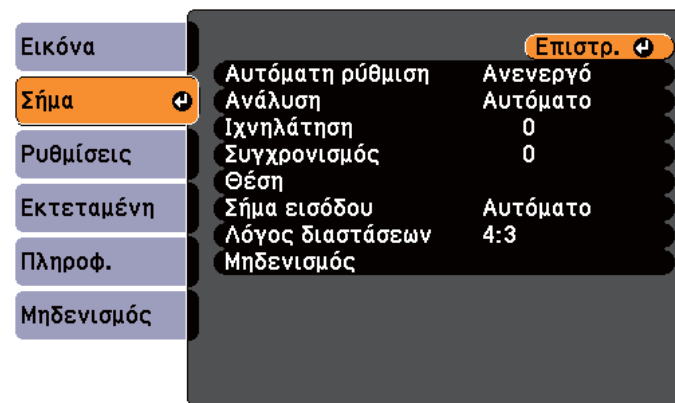 Εικόνα
Σήμα
Ρυθμίσεις
Εκτεταμένη
Πληροφ.
Μηδενισμός
Επιστρ.
Αυτόματη ρύθμιση Ανενεργό
Ανάλυση Αυτόματο
Ιχνηλάτηση 0
Συγχρονισμός 0
Θέση
Σήμα εισόδου Αυτόματο
Λόγος διαστάσεων 4:3
Μηδενισμός